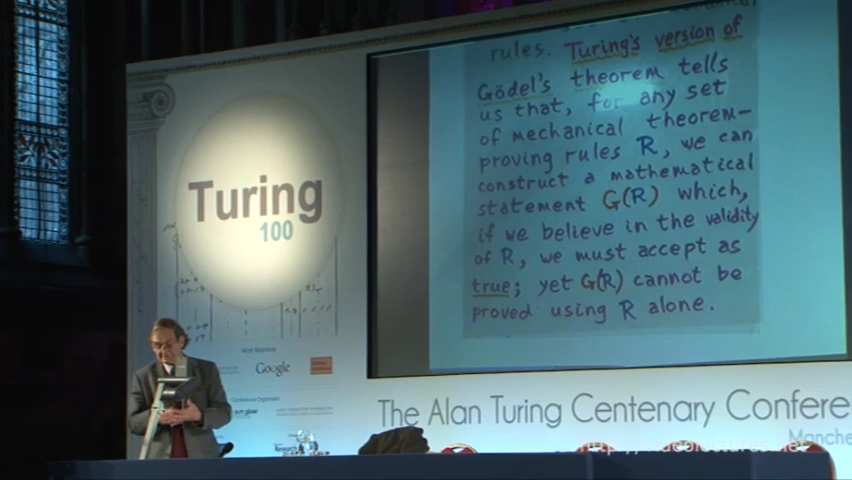 rules. Turing's version of
Gödel's theorem tells
us that, for any set
of mechanical theorem-
proving rules R, we can
construct a mathematical
statement G(R) which,
if we believe in the validity
of R, we must accept as
true; yet G(R) cannot be
proved using R alone.
Turing
100
Google
The Alan Turing Centenary Confere
Manche